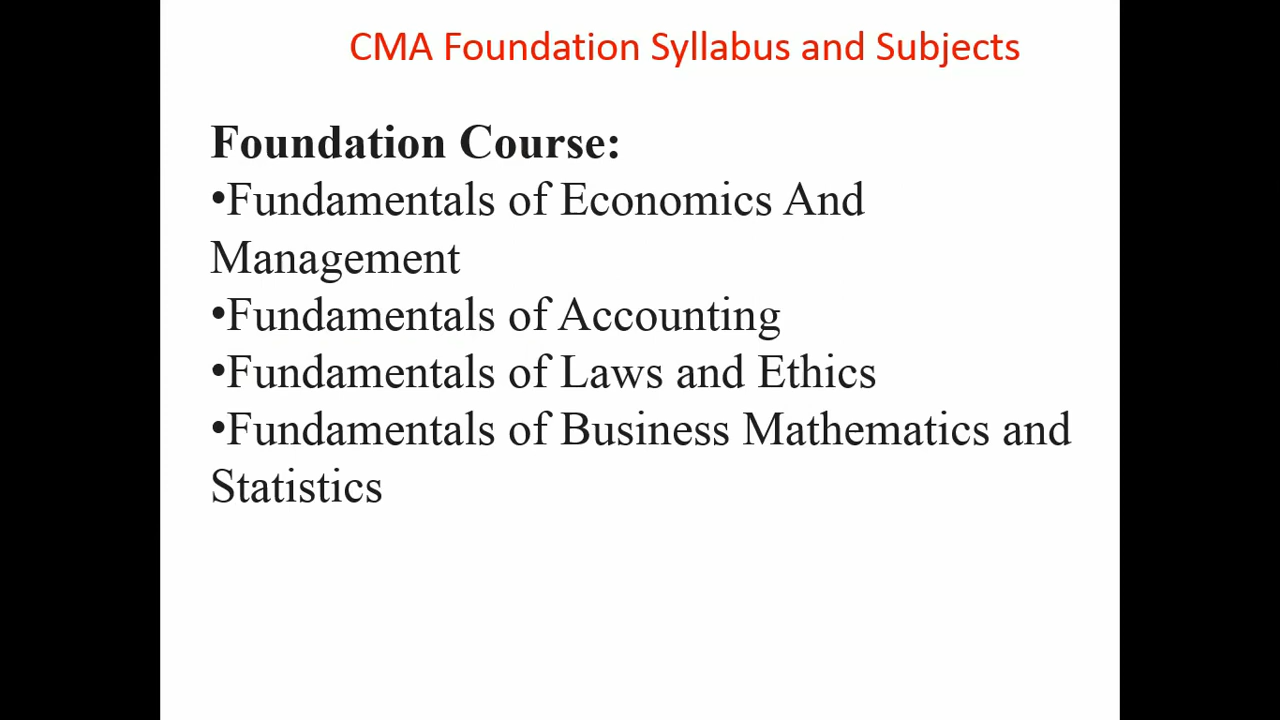 CMA Foundation Syllabus and Subjects
Foundation Course:
•Fundamentals of Economics And
Management
•Fundamentals of Accounting
•Fundamentals of Laws and Ethics
•Fundamentals of Business Mathematics and
Statistics